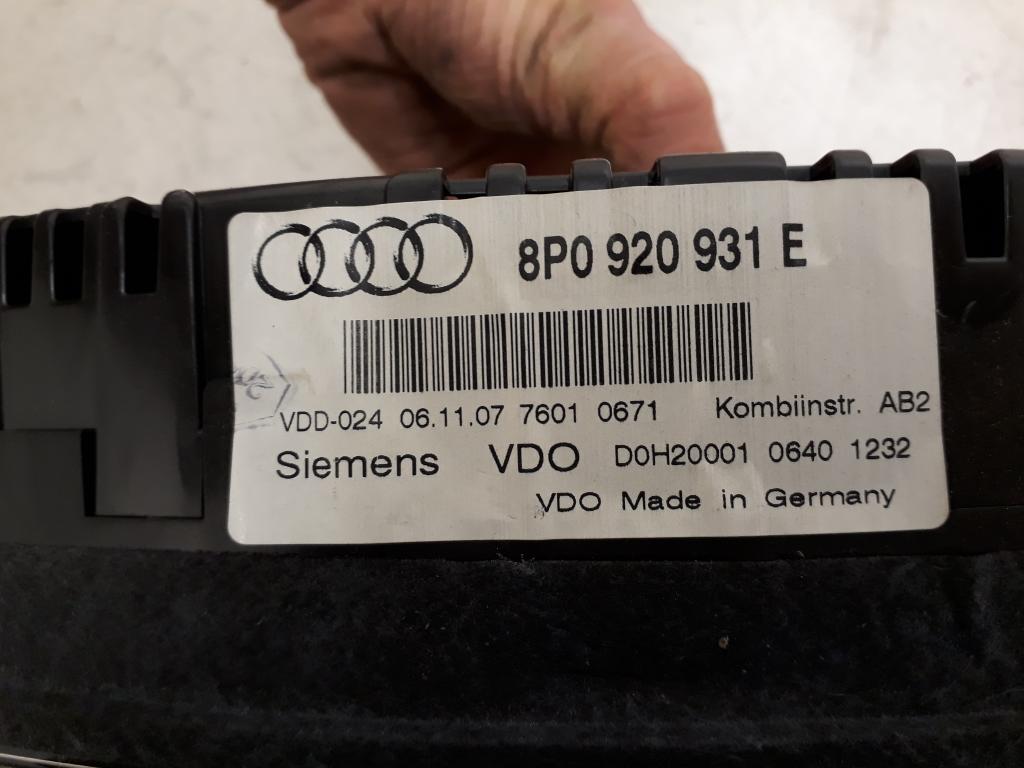 8P0 920 931 E
VDD-024 06.11.07 7601 0671 Kombiinstr. AB2
Siemens VDO D0H20001 0640 1232
VDO Made in Germany